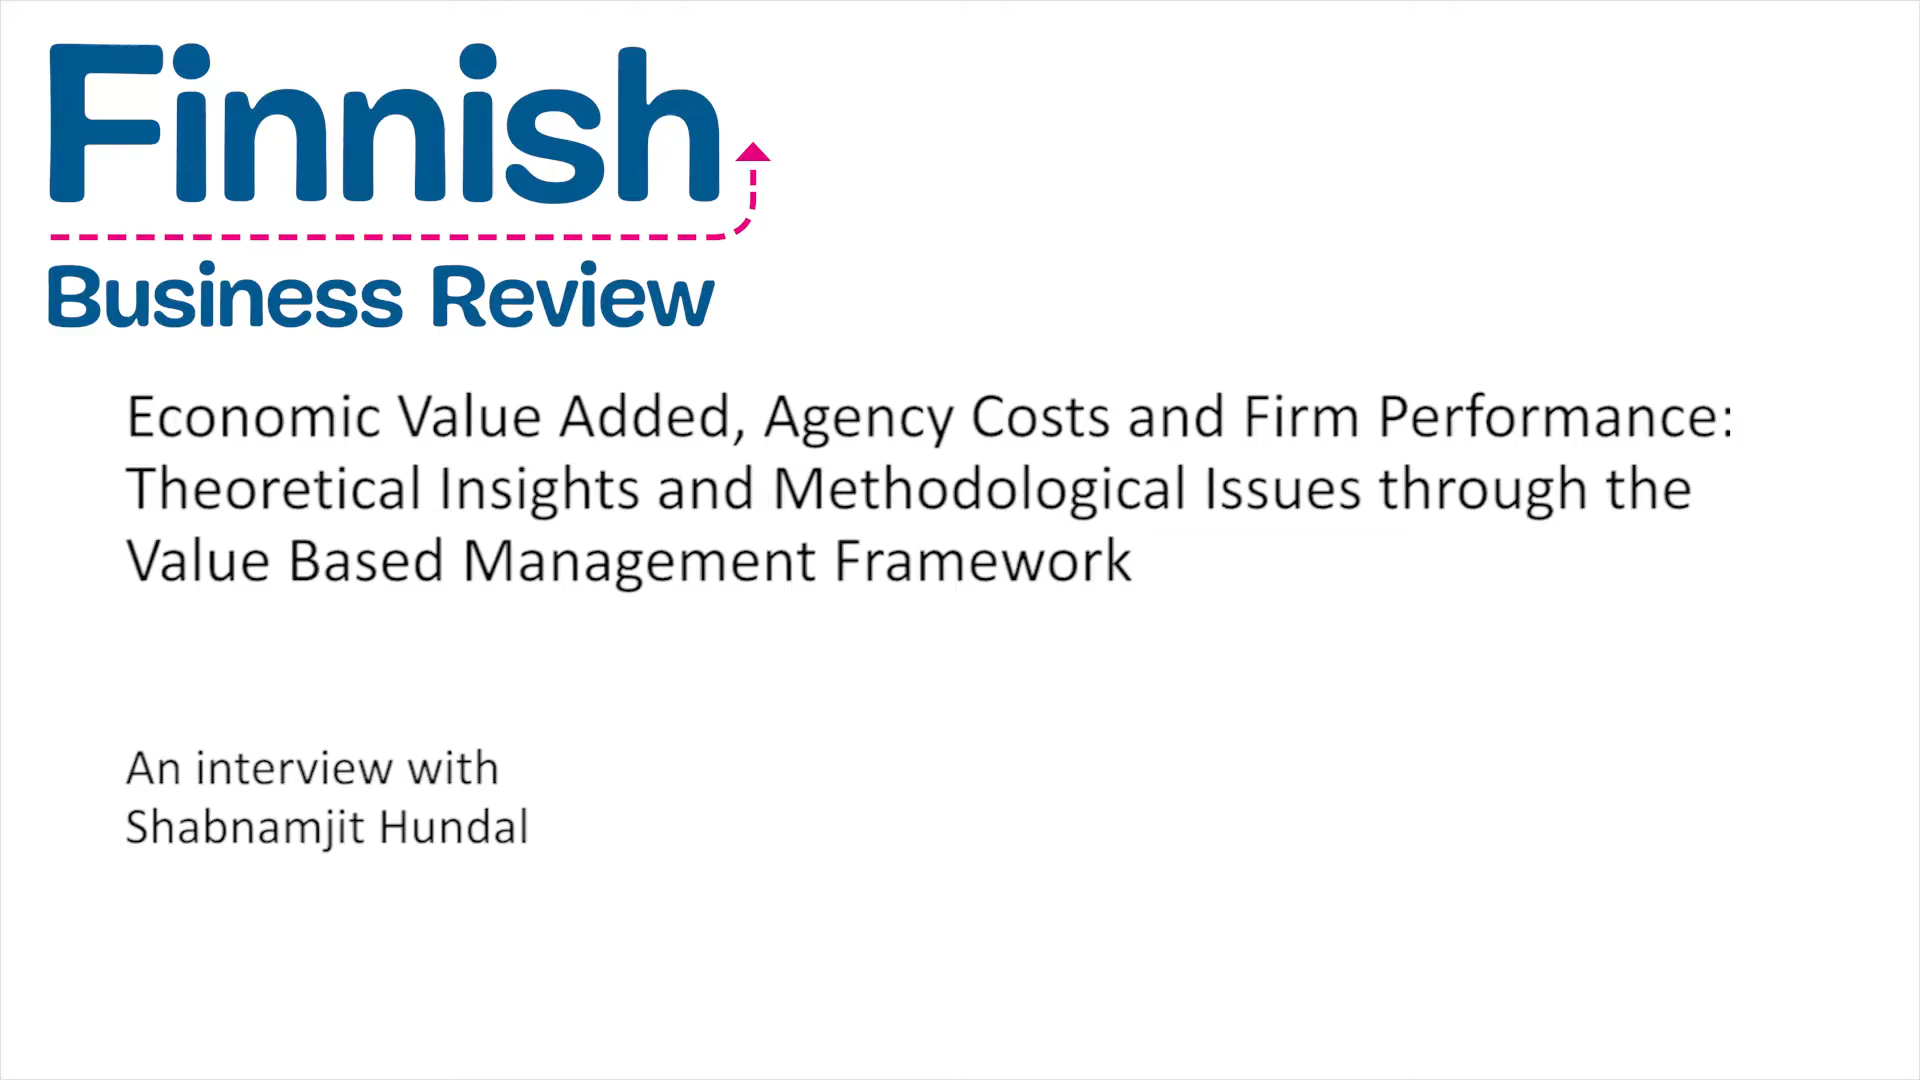 Finnish
Business Review
Economic Value Added, Agency Costs and Firm Performance:
Theoretical Insights and Methodological Issues through the
Value Based Management Framework
An interview with
Shabnamjit Hundal